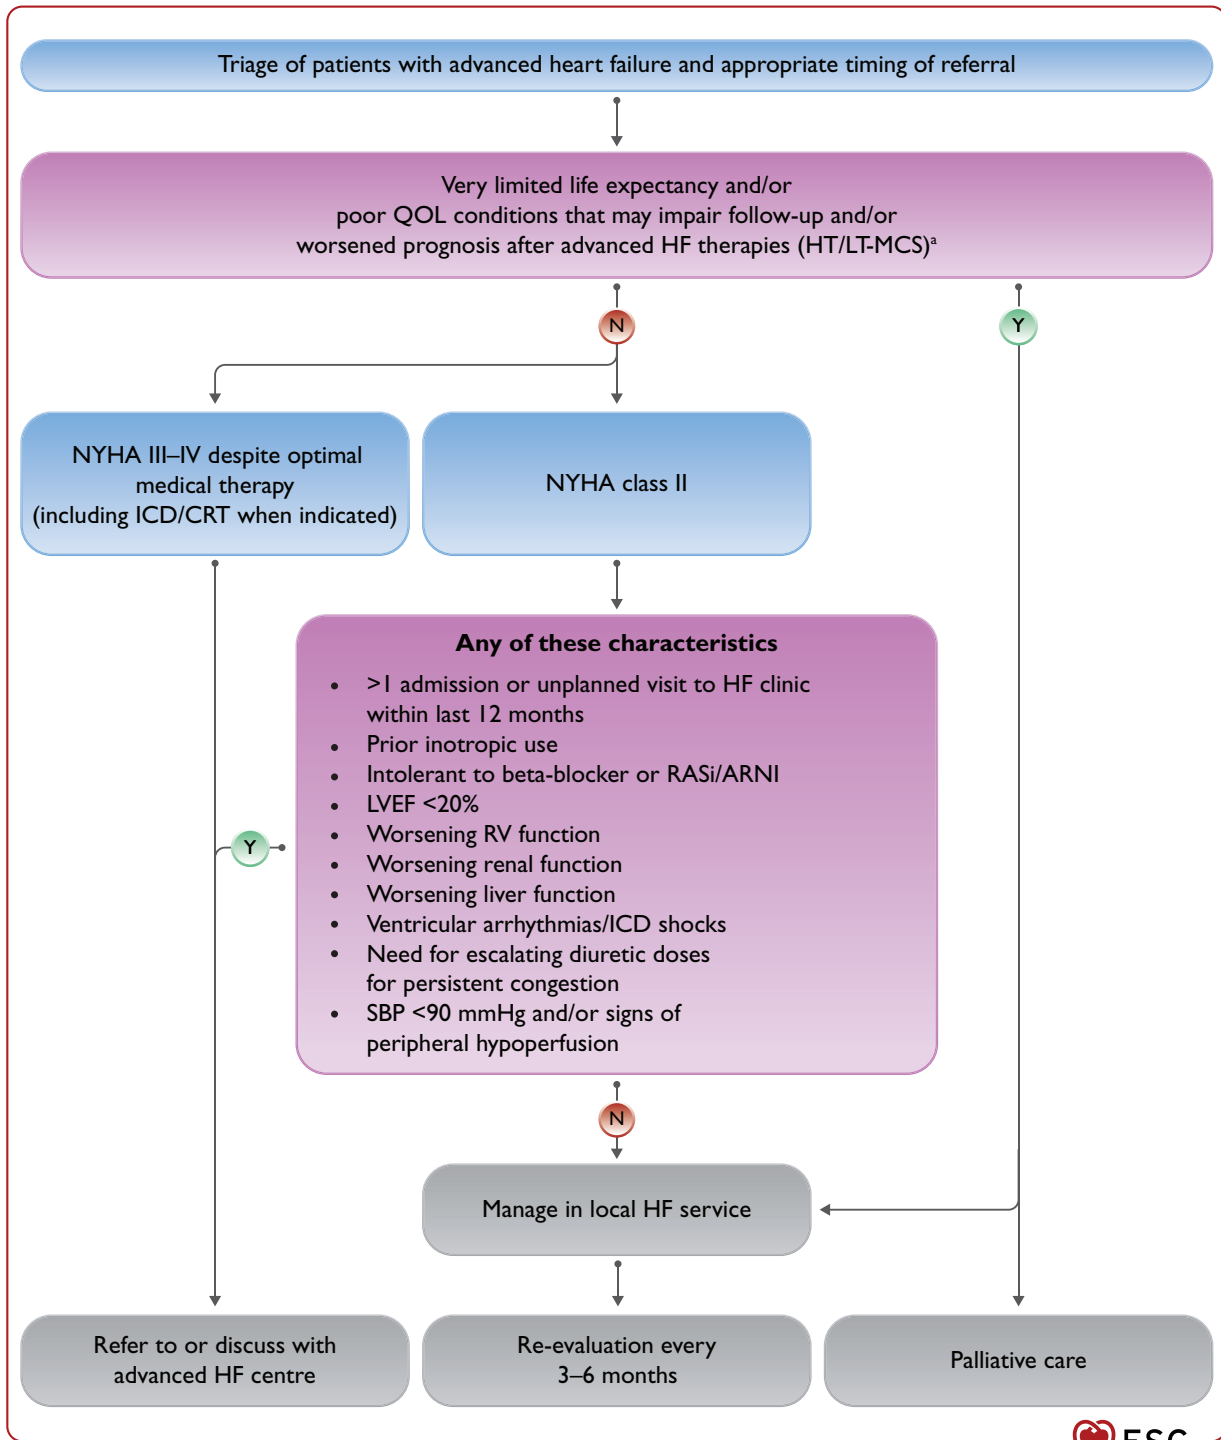 Triage of patients with advanced heart failure and appropriate timing of referral
Very limited life expectancy and/or
poor QOL conditions that may impair follow-up and/or
worsened prognosis after advanced HF therapies (HT/LT-MCS)ᵃ
N
Y
NYHA III–IV despite optimal
medical therapy
(including ICD/CRT when indicated)
NYHA class II
Any of these characteristics
• >1 admission or unplanned visit to HF clinic
within last 12 months
• Prior inotropic use
• Intolerant to beta-blocker or RASi/ARNI
• LVEF <20%
• Worsening RV function
• Worsening renal function
• Worsening liver function
• Ventricular arrhythmias/ICD shocks
• Need for escalating diuretic doses
for persistent congestion
• SBP <90 mmHg and/or signs of
peripheral hypoperfusion
Y
N
Manage in local HF service
Refer to or discuss with
advanced HF centre
Re-evaluation every
3–6 months
Palliative care
ESC